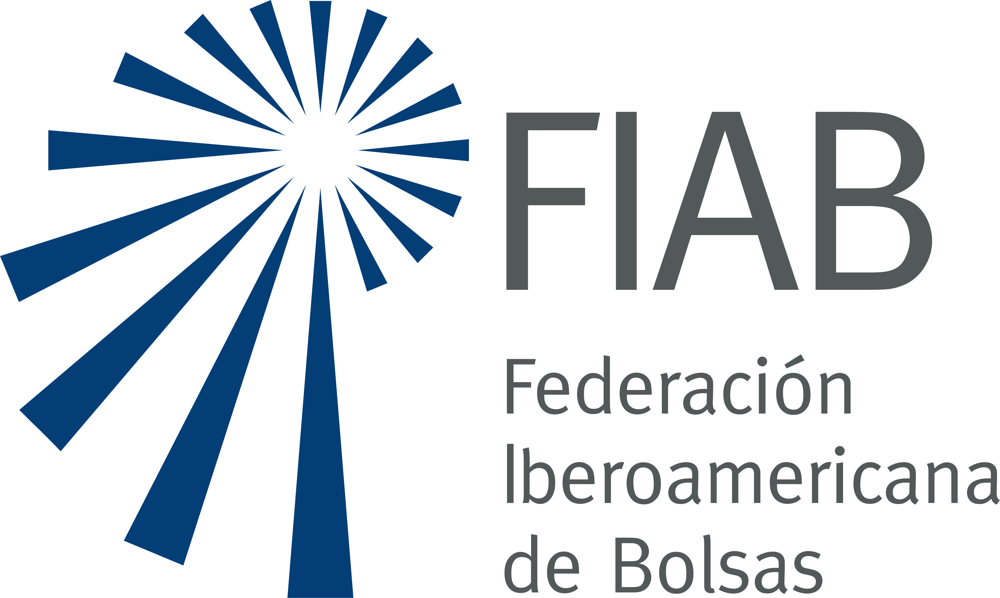 FIAB
Federación
Iberoamericana
de Bolsas